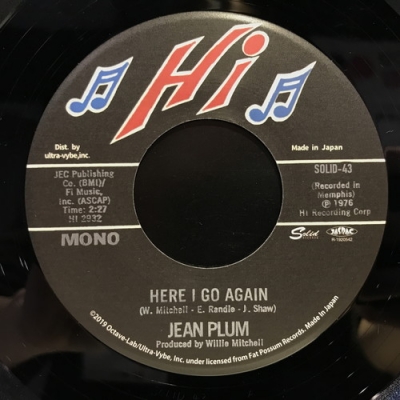 Hi
Dist. by
ultra-vybe,inc.
Made in Japan
JEC Publishing
Co. (BMI)/
Fi Music,
Inc. (ASCAP)
Time: 2:27
HI-2932
MONO
SOLID-43
(Recorded in
Memphis)
Ⓟ 1976
Hi Recording Corp
Solid
HERE I GO AGAIN
(W. Mitchell - E. Randle - J. Shaw)
JEAN PLUM
Produced by Willie Mitchell
©2019 Octave-Lab/Ultra-Vybe, Inc. under licensed from Fat Possum Records. Made in Japan